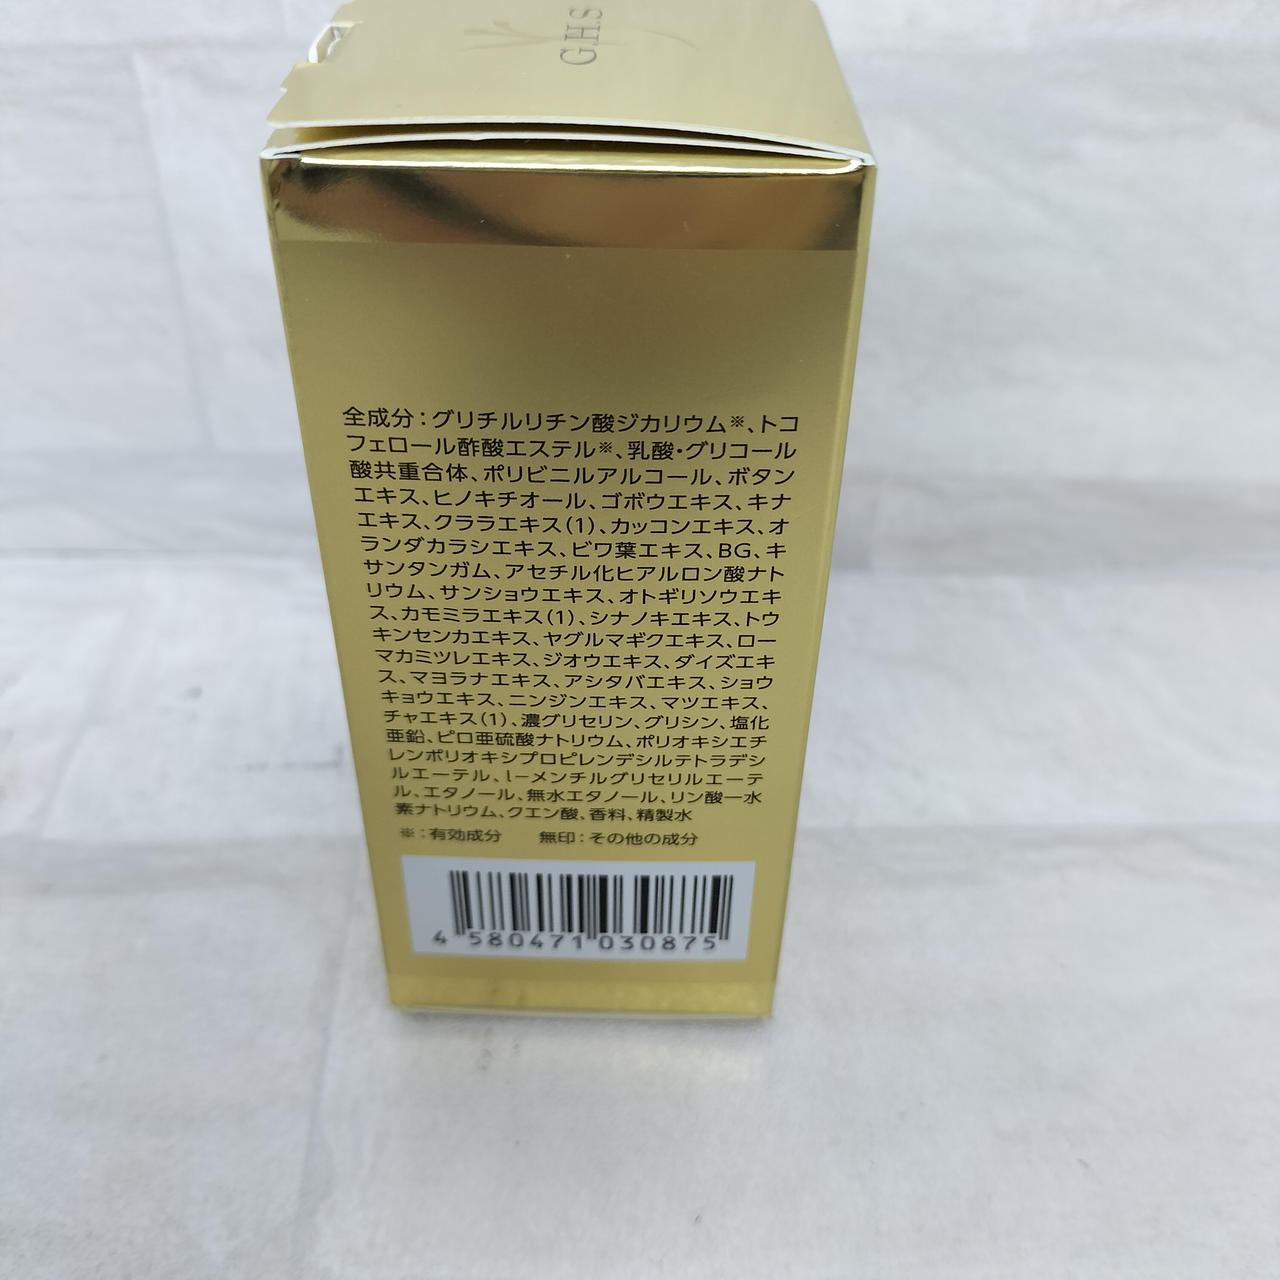 G.H.S
全成分：グリチルリチン酸ジカリウム※、トコ
フェロール酢酸エステル※、乳酸・グリコール
酸共重合体、ポリビニルアルコール、ボタン
エキス、ヒノキチオール、ゴボウエキス、キナ
エキス、クララエキス(1)、カッコンエキス、オ
ランダカラシエキス、ビワ葉エキス、BG、キ
サンタンガム、アセチル化ヒアルロン酸ナト
リウム、サンショウエキス、オトギリソウエキ
ス、カモミラエキス(1)、シナノキエキス、トウ
キンセンカエキス、ヤグルマギクエキス、ロー
マカミツレエキス、ジオウエキス、ダイズエキ
ス、マヨラナエキス、アシタバエキス、ショウ
キョウエキス、ニンジンエキス、マツエキス、
チャエキス(1)、濃グリセリン、グリシン、塩化
亜鉛、ピロ亜硫酸ナトリウム、ポリオキシエチ
レンポリオキシプロピレンデシルテトラデシ
ルエーテル、l-メンチルグリセリルエーテ
ル、エタノール、無水エタノール、リン酸一水
素ナトリウム、クエン酸、香料、精製水
※：有効成分　無印：その他の成分
4 580471 030875